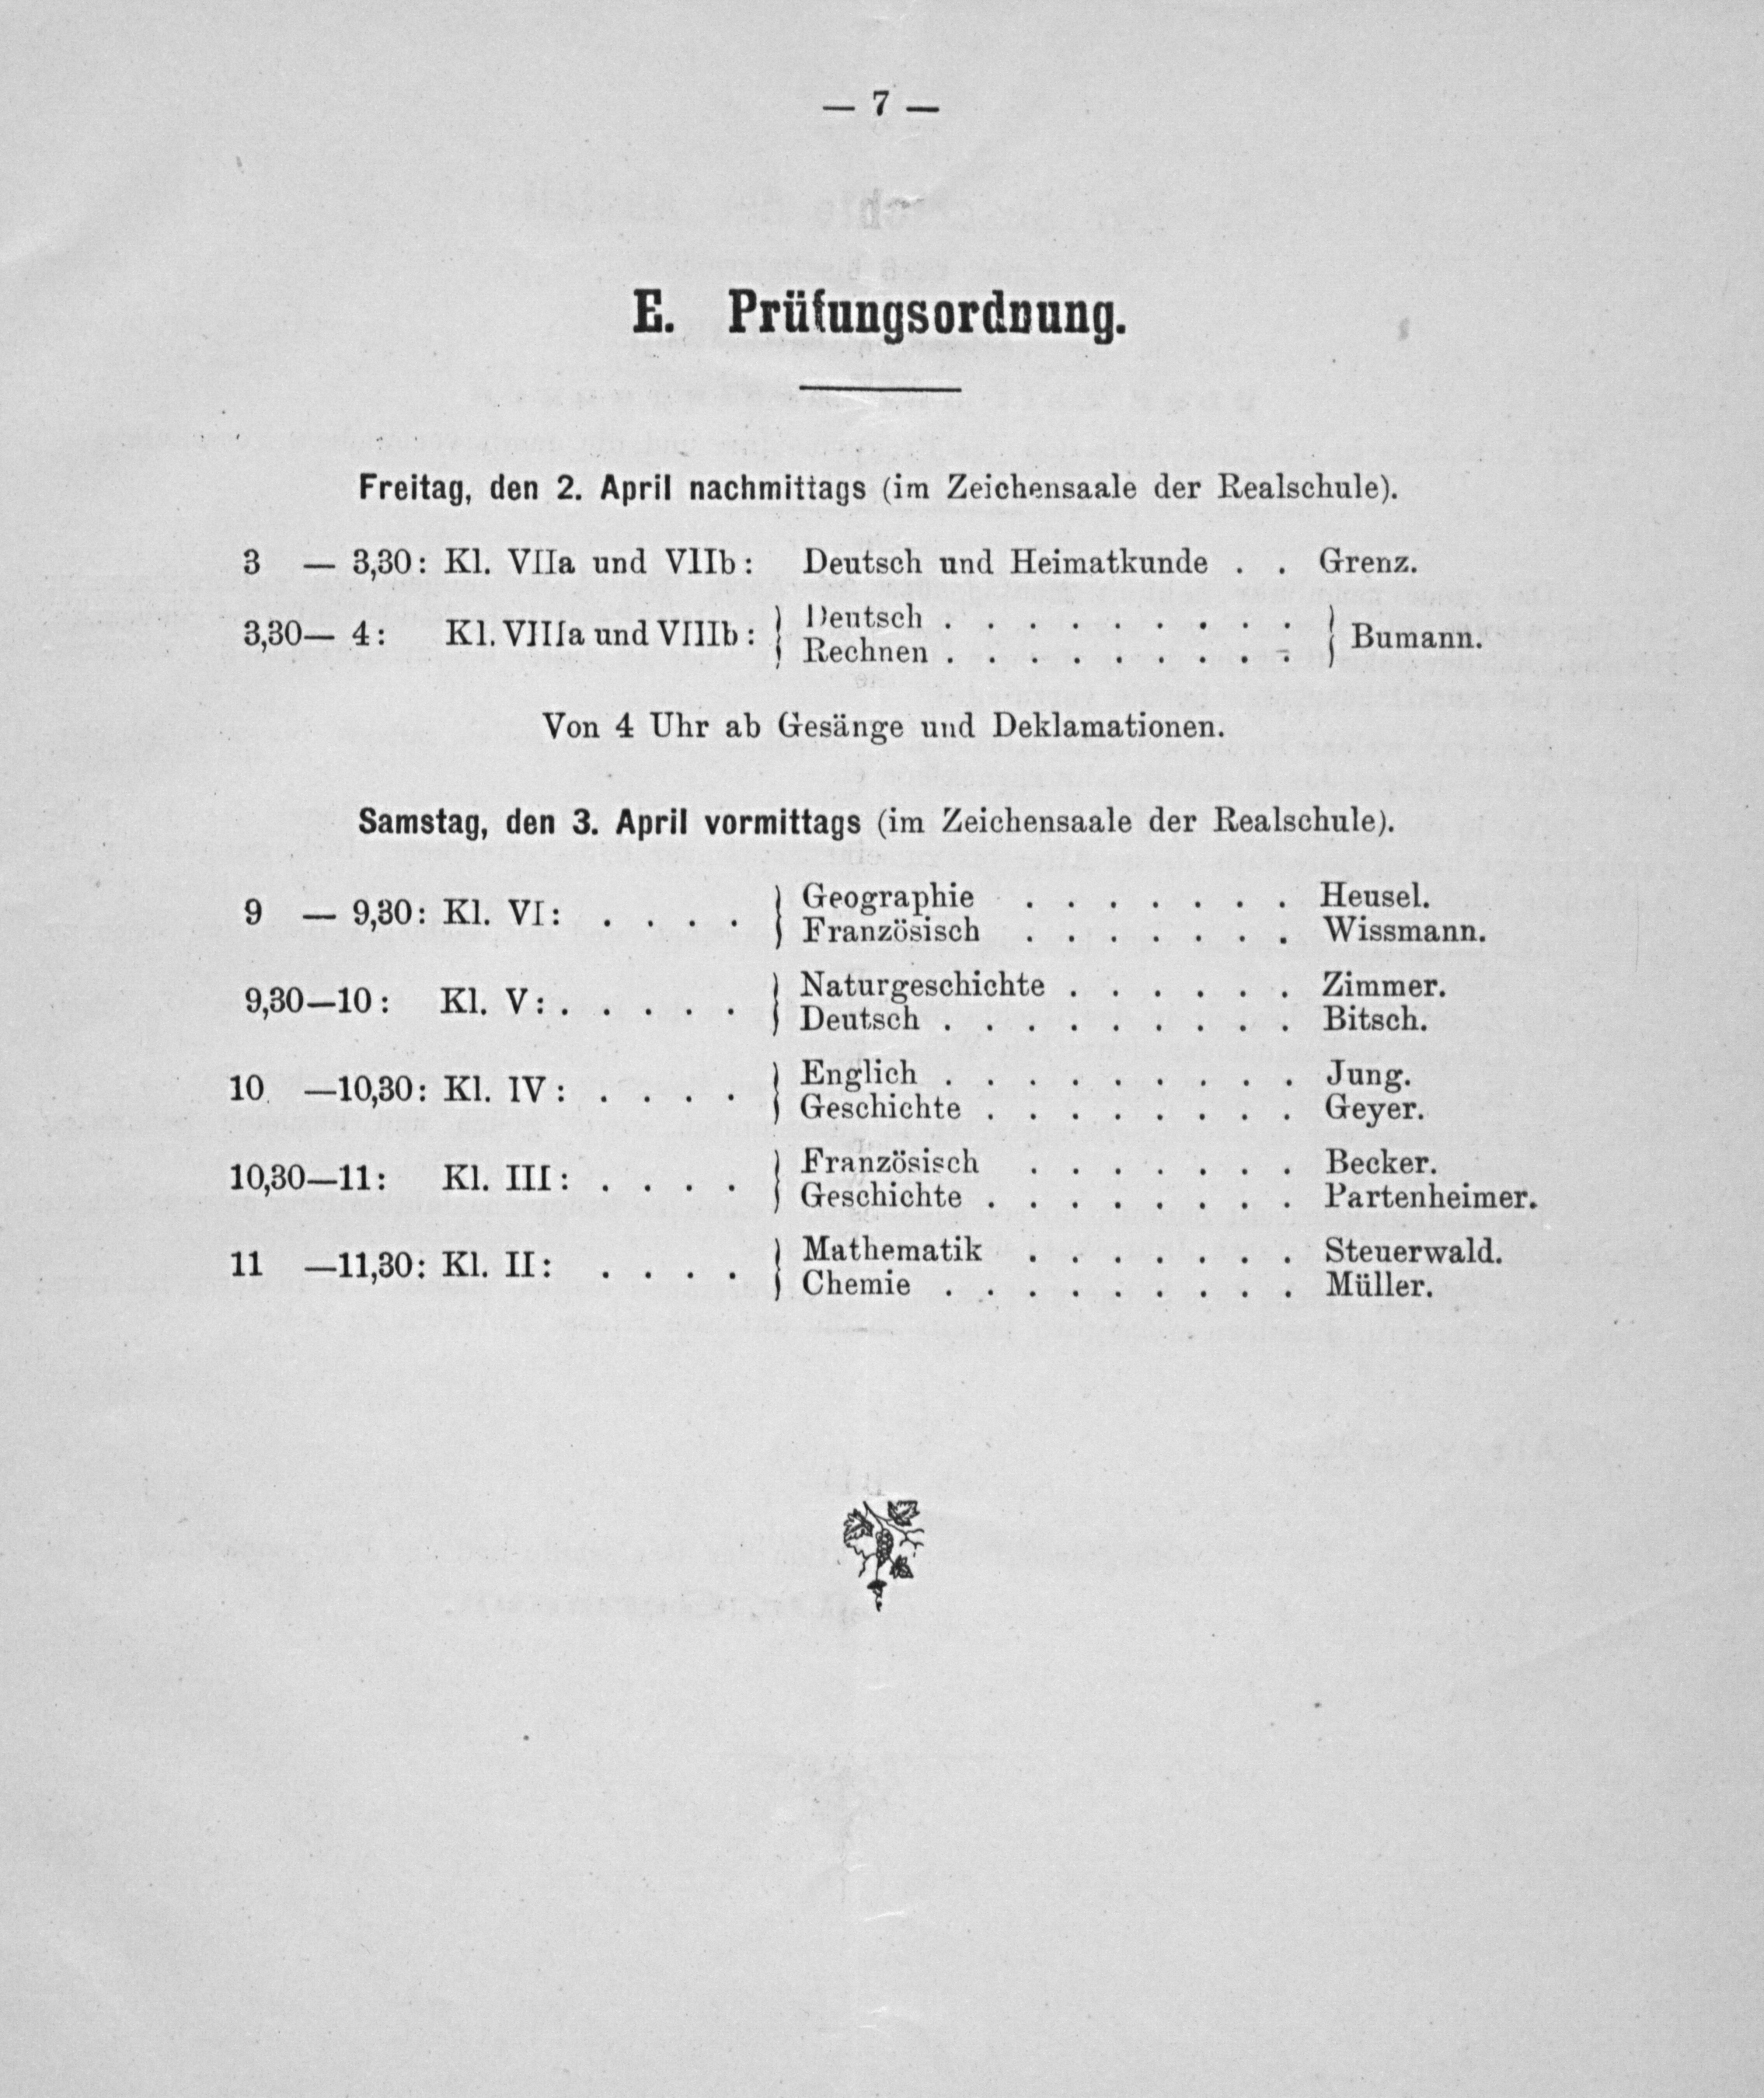 — 7 —
E. Prüfungsordnung.
Freitag, den 2. April nachmittags (im Zeichensaale der Realschule).
3 — 3,30: Kl. VIIa und VIIb: Deutsch und Heimatkunde . . Grenz.
3,30— 4: Kl. VIIIa und VIIIb: } Deutsch . . . . . . . . . } Bumann.
Rechnen . . . . . . . . .
Von 4 Uhr ab Gesänge und Deklamationen.
Samstag, den 3. April vormittags (im Zeichensaale der Realschule).
9 — 9,30: Kl. VI: . . . . } Geographie . . . . . . . Heusel.
Französisch . . . . . . . Wissmann.
9,30—10: Kl. V: . . . . . } Naturgeschichte . . . . . . Zimmer.
Deutsch . . . . . . . . . Bitsch.
10 —10,30: Kl. IV: . . . . } Englich . . . . . . . . . Jung.
Geschichte . . . . . . . . Geyer.
10,30—11: Kl. III: . . . . } Französisch . . . . . . . Becker.
Geschichte . . . . . . . . Partenheimer.
11 —11,30: Kl. II: . . . . } Mathematik . . . . . . . Steuerwald.
Chemie . . . . . . . . . Müller.